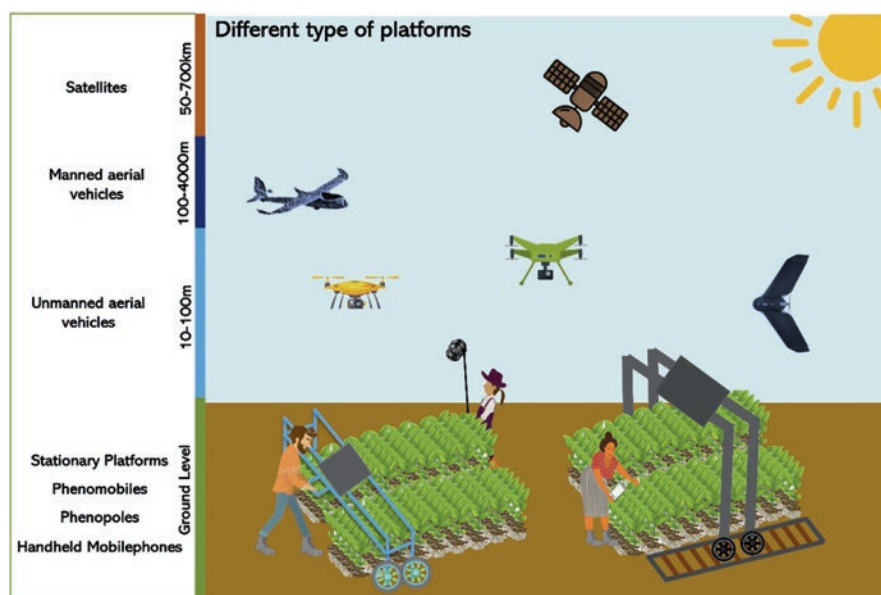 Different type of platforms
Satellites
50-700km
Manned aerial
vehicles
100-4000m
Unmanned aerial
vehicles
10-100m
Stationary Platforms
Phenomobiles
Phenopoles
Handheld Mobilephones
Ground Level